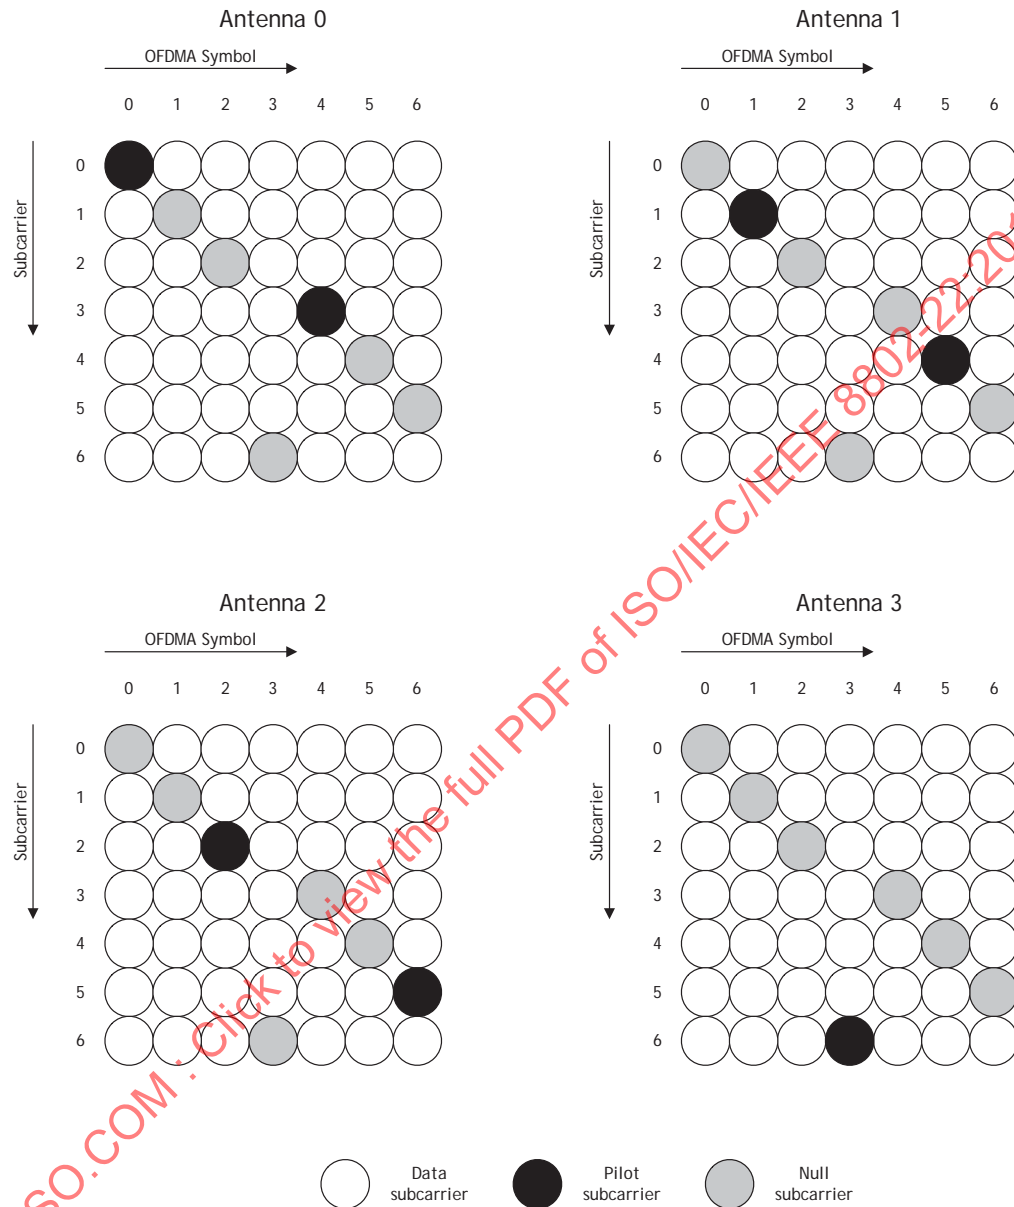 Antenna 0
OFDMA Symbol
0 1 2 3 4 5 6
Subcarrier
0
1
2
3
4
5
6
Antenna 1
OFDMA Symbol
0 1 2 3 4 5 6
Subcarrier
0
1
2
3
4
5
6
Antenna 2
OFDMA Symbol
0 1 2 3 4 5 6
Subcarrier
0
1
2
3
4
5
6
Antenna 3
OFDMA Symbol
0 1 2 3 4 5 6
Subcarrier
0
1
2
3
4
5
6
Data
subcarrier
Pilot
subcarrier
Null
subcarrier
SO.COM : Click to view the full PDF of ISO/IEC/IEEE 8802-22:201